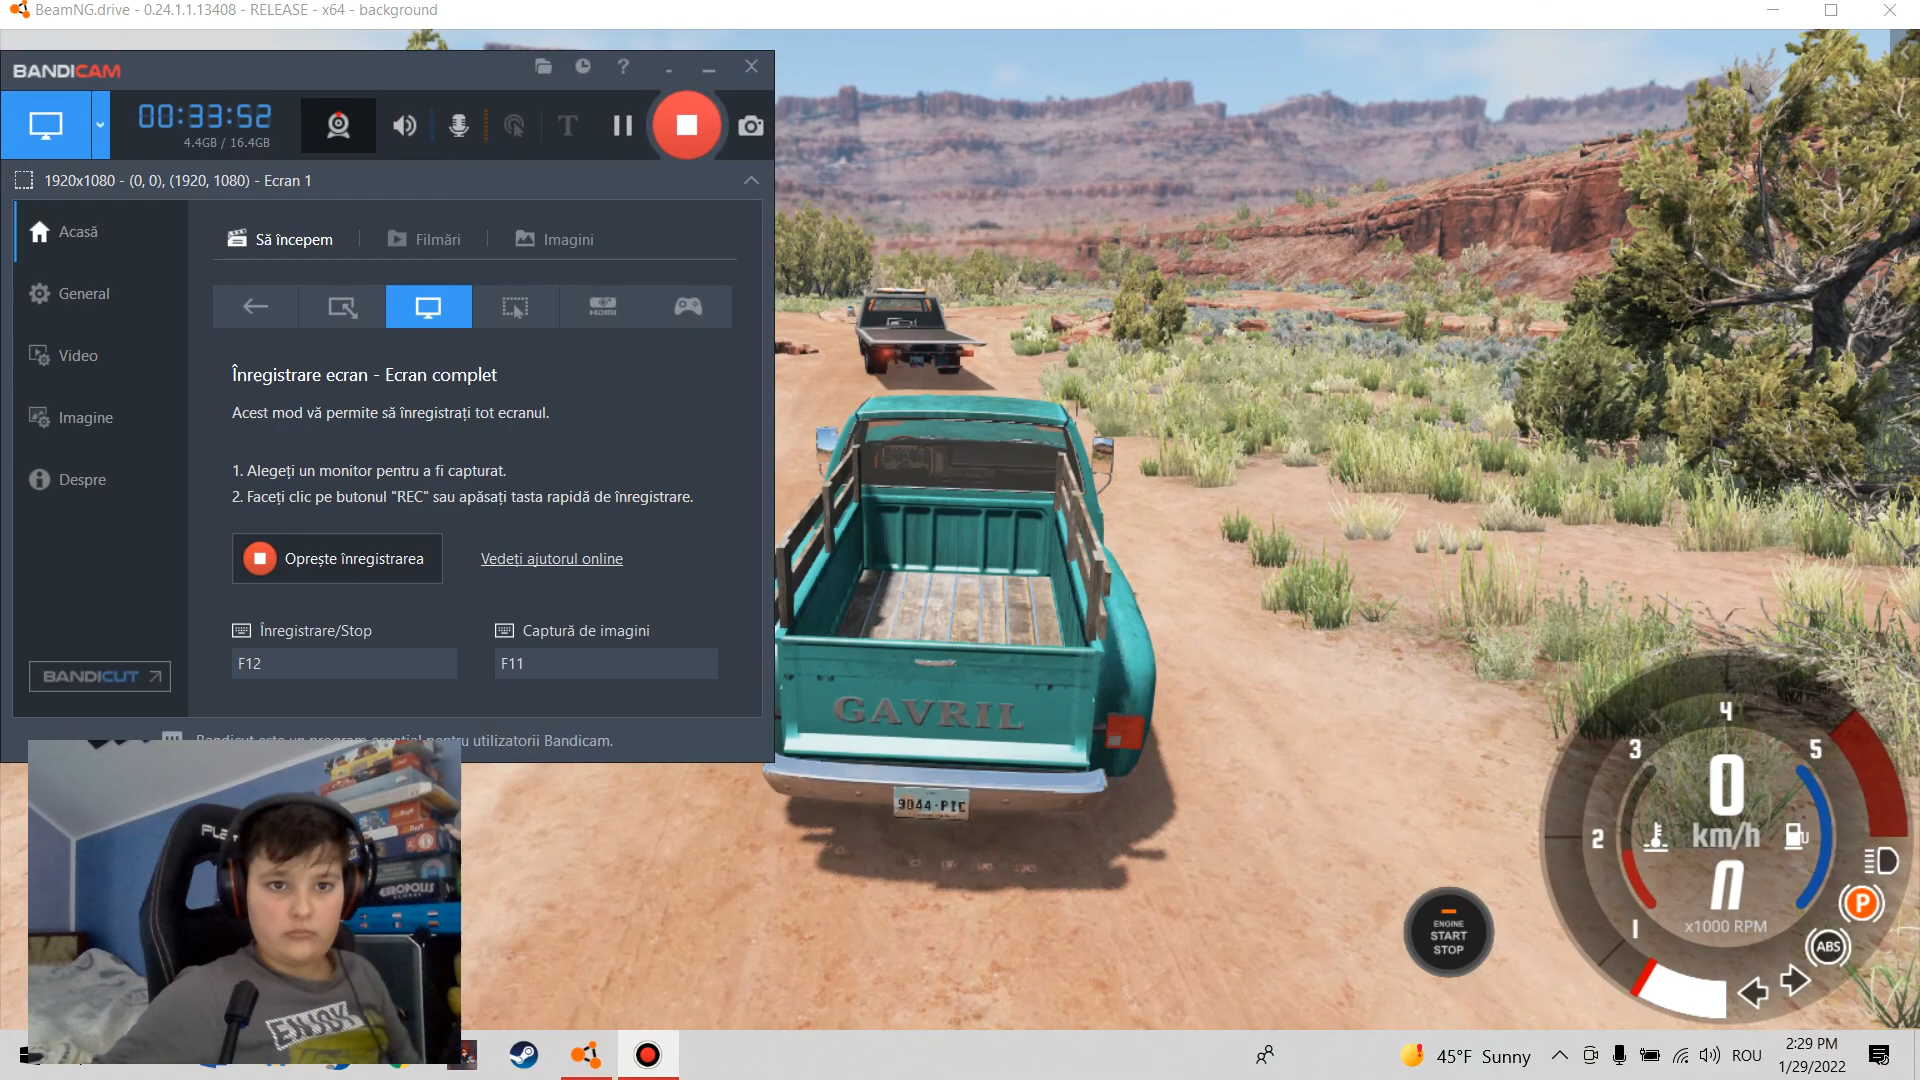 BeamNG.drive - 0.24.1.1.13408 - RELEASE - x64 - background
BANDICAM
00:33:52
4.4GB / 16.4GB
1920x1080 - (0, 0), (1920, 1080) - Ecran 1
Acasă
General
Video
Imagine
Despre
BANDICUT
Să începem
Filmări
Imagini
HDMI
Înregistrare ecran - Ecran complet
Acest mod vă permite să înregistrați tot ecranul.
1. Alegeți un monitor pentru a fi capturat.
2. Faceți clic pe butonul "REC" sau apăsați tasta rapidă de înregistrare.
Oprește înregistrarea
Vedeți ajutorul online
Înregistrare/Stop
Captură de imagini
F12
F11
Bandicut este un program esențial pentru utilizatorii Bandicam.
GAVRIL
9044·PIC
EUROPOLIS
ENJOY
ENGINE
START
STOP
1
2
3
4
5
0
km/h
0
x1000 RPM
P
ABS
45°F Sunny
ROU
2:29 PM
1/29/2022